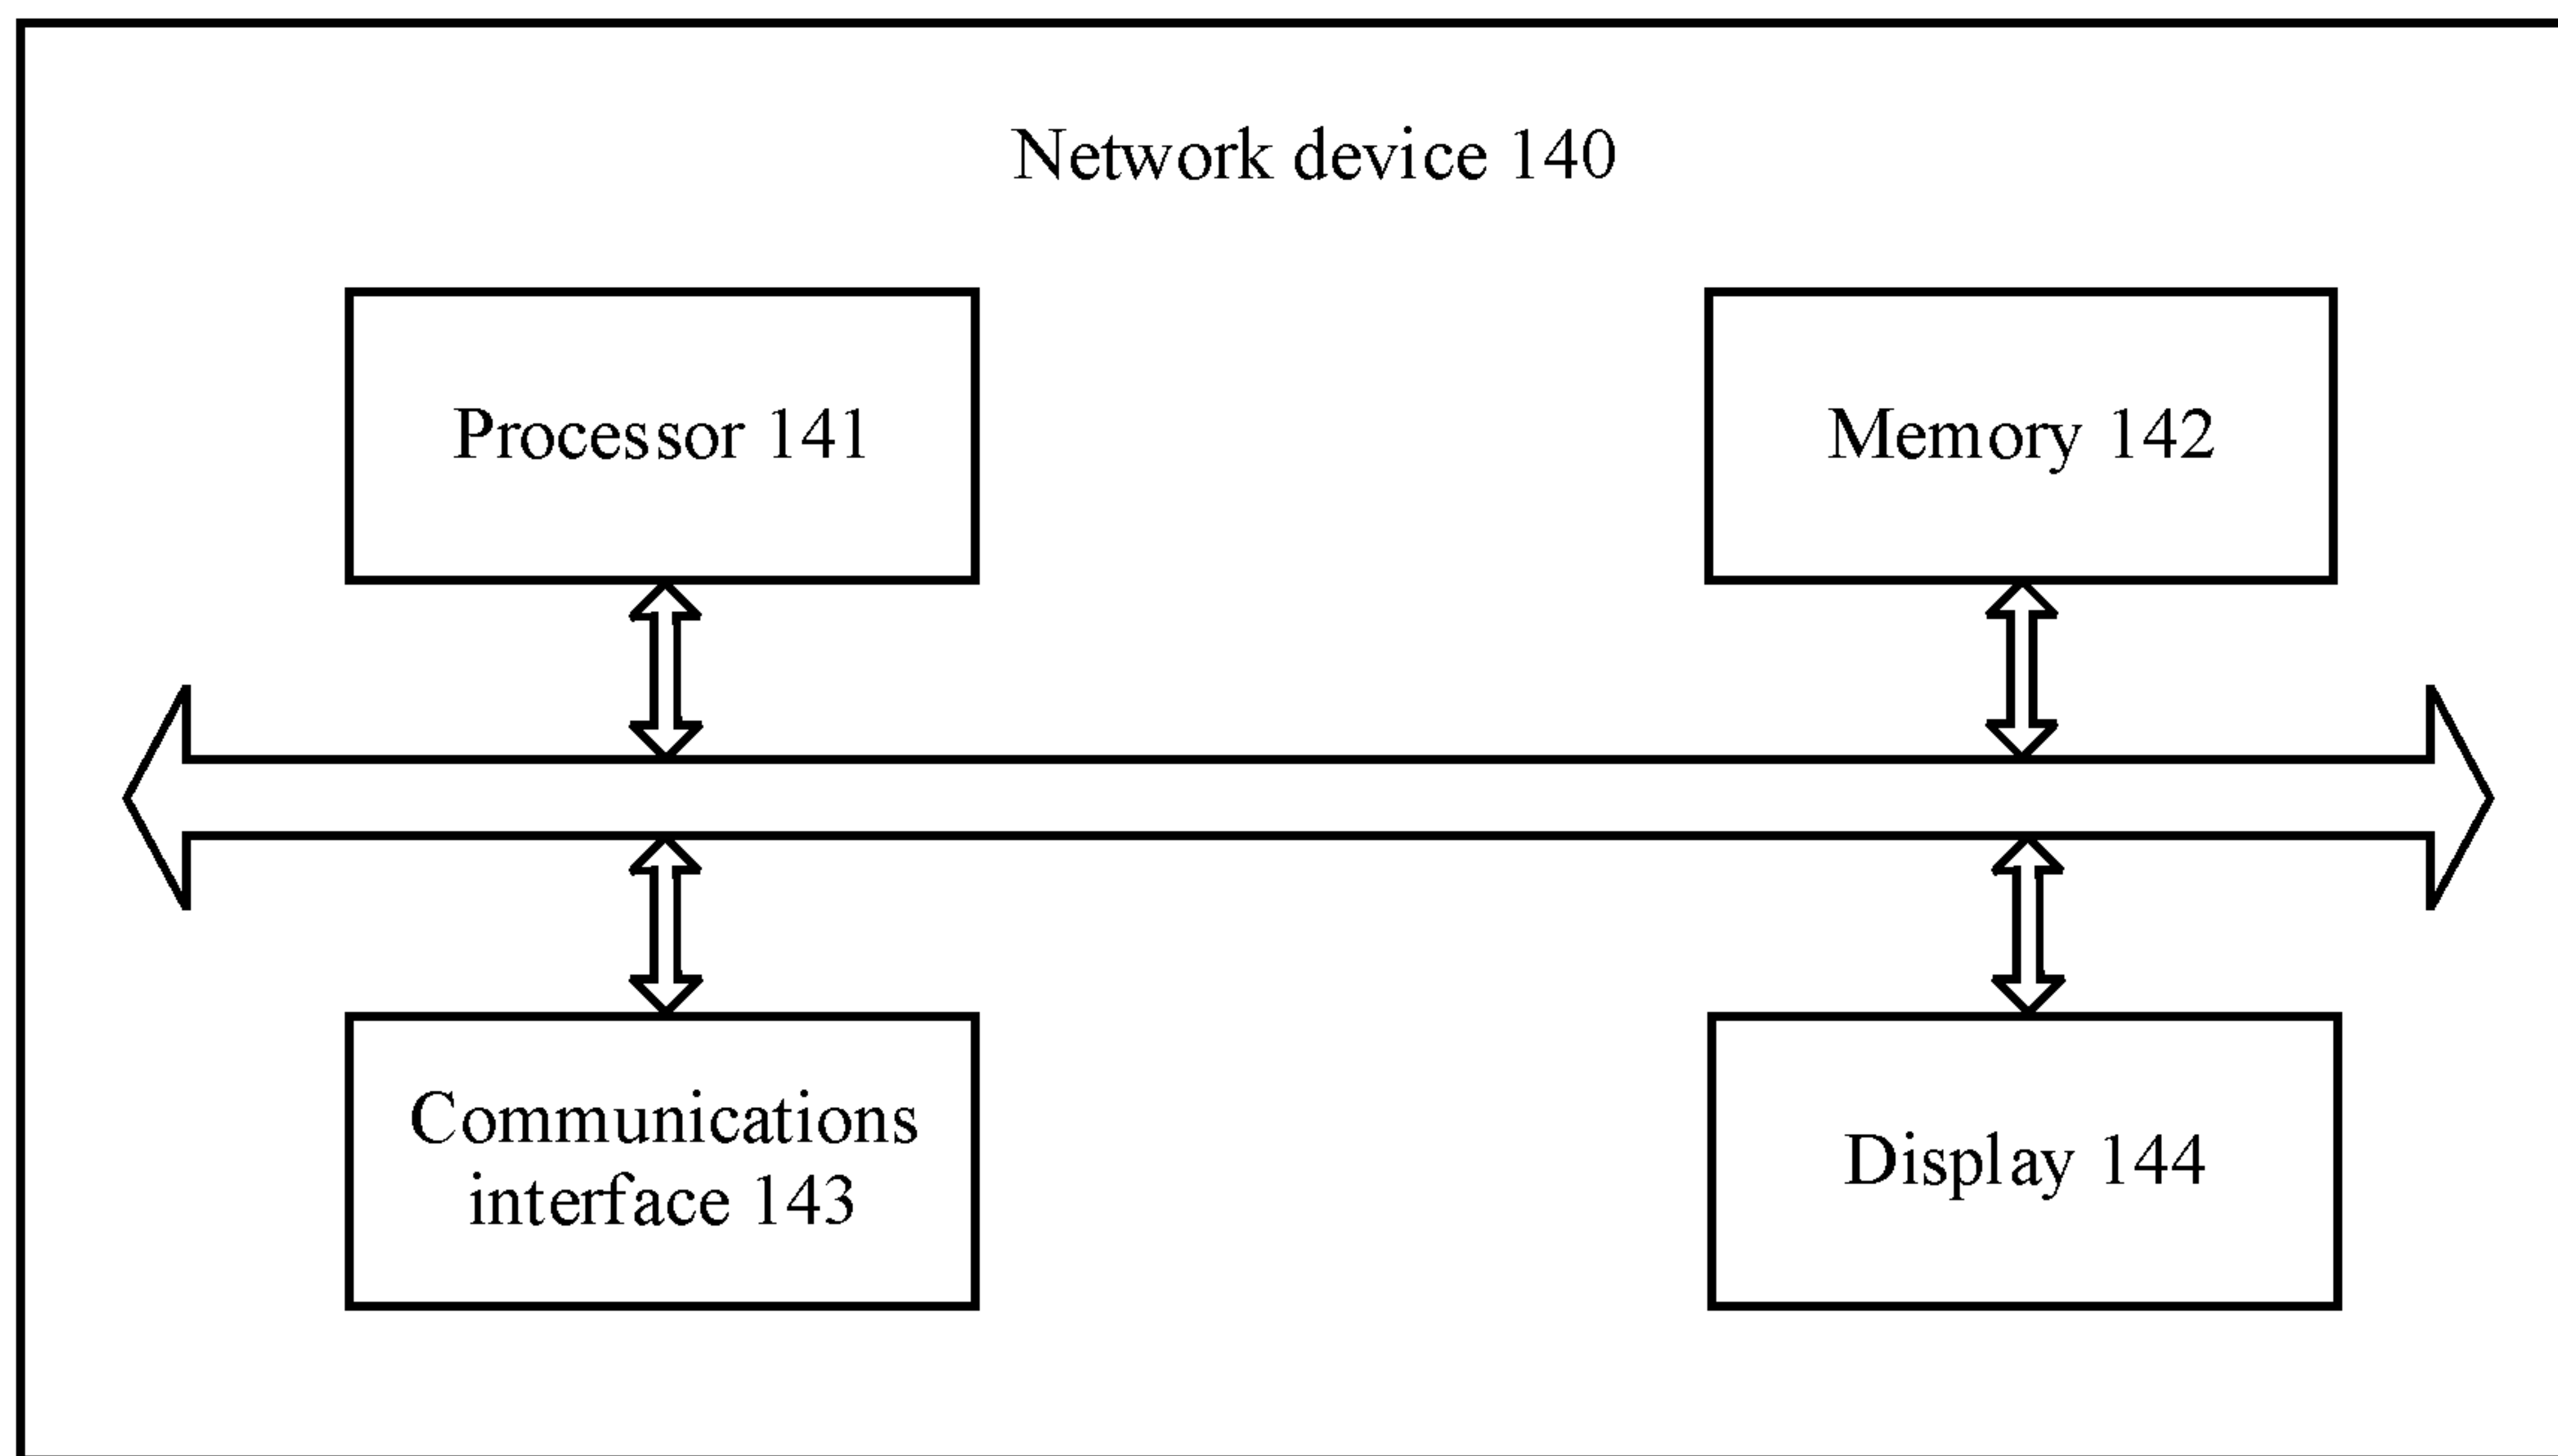 Network device 140
Processor 141
Memory 142
Communications
interface 143
Display 144